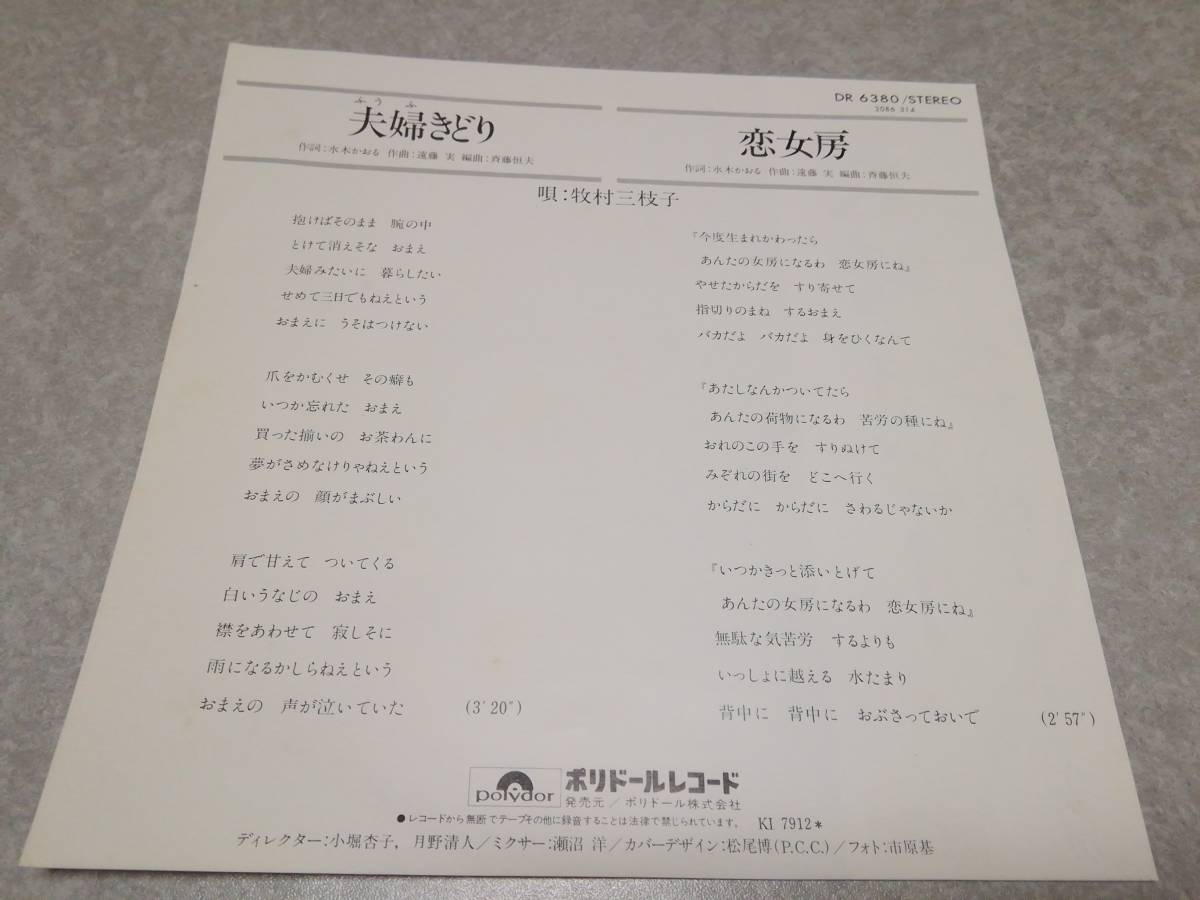 DR 6380/STEREO
2086 314
ふうふ
夫婦きどり
作詞:水木かおる 作曲:遠藤 実 編曲:斉藤恒夫
恋女房
作詞:水木かおる 作曲:遠藤 実 編曲:斉藤恒夫
唄:牧村三枝子
抱けばそのまま 腕の中
とけて消えそな おまえ
夫婦みたいに 暮らしたい
せめて三日でもねえという
おまえに うそはつけない
爪をかむくせ その癖も
いつか忘れた おまえ
買った揃いの お茶わんに
夢がさめなけりゃねえという
おまえの 顔がまぶしい
肩で甘えて ついてくる
白いうなじの おまえ
襟をあわせて 寂しそに
雨になるかしらねえという
おまえの 声が泣いていた (3′20″)
『今度生まれかわったら
あんたの女房になるわ 恋女房にね』
やせたからだを すり寄せて
指切りのまね するおまえ
バカだよ バカだよ 身をひくなんて
『あたしなんかついてたら
あんたの荷物になるわ 苦労の種にね』
おれのこの手を すりぬけて
みぞれの街を どこへ行く
からだに からだに さわるじゃないか
『いつかきっと添いとげて
あんたの女房になるわ 恋女房にね』
無駄な気苦労 するよりも
いっしょに越える 水たまり
背中に 背中に おぶさっておいで (2′57″)
polydor
ポリドールレコード
発売元/ポリドール株式会社
●レコードから無断でテープその他に録音することは法律で禁じられています。 KI 7912*
ディレクター:小堀杏子, 月野清人/ミクサー:瀬沼 洋/カバーデザイン:松尾博(P.C.C.)/フォト:市原基